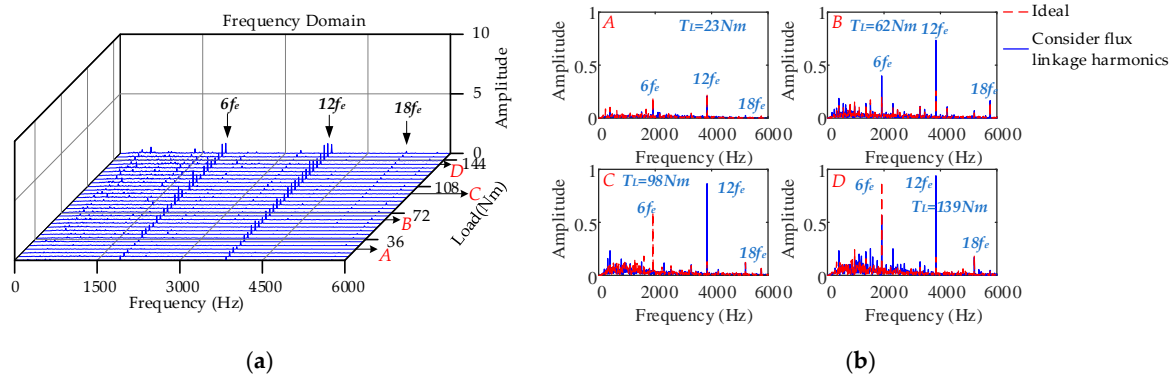 Frequency Domain
10
5
0
Amplitude
6fe
12fe
18fe
144
D
108
C
72
B
36
A
Load(Nm)
0
1500
3000
4500
6000
Frequency (Hz)
(a)
A
TL=23Nm
1
0.5
0
Amplitude
6fe
12fe
18fe
0
2000
4000
6000
Frequency (Hz)
B
TL=62Nm
12fe
1
0.5
0
Amplitude
6fe
18fe
0
2000
4000
6000
Frequency (Hz)
Ideal
Consider flux
linkage harmonics
C
TL=98Nm
1
0.5
0
Amplitude
6fe
12fe
18fe
0
2000
4000
6000
Frequency (Hz)
D
6fe
12fe
TL=139Nm
1
0.5
0
Amplitude
18fe
0
2000
4000
6000
Frequency (Hz)
(b)